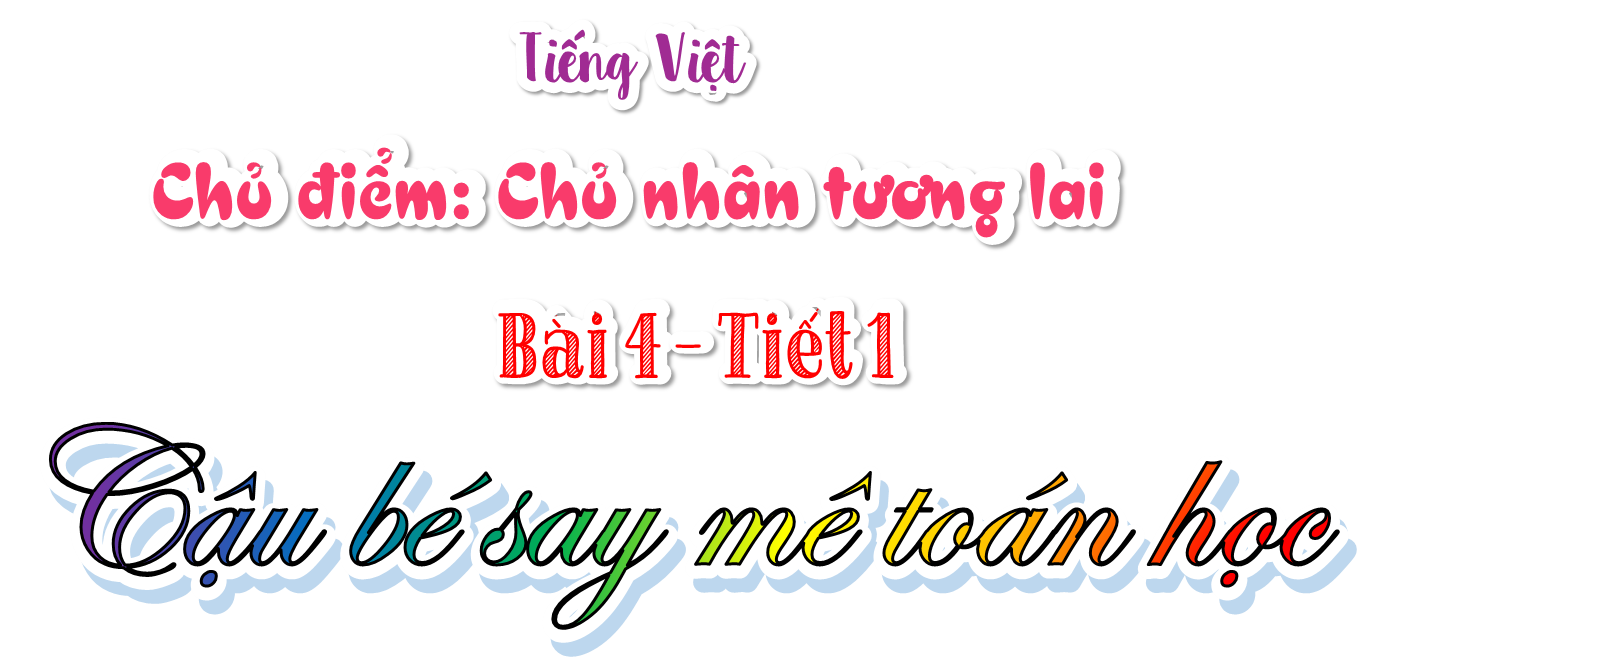 Tiếng Việt
Chủ điểm: Chủ nhân tương lai
Bài 4 - Tiết 1
Cậu bé say mê toán học